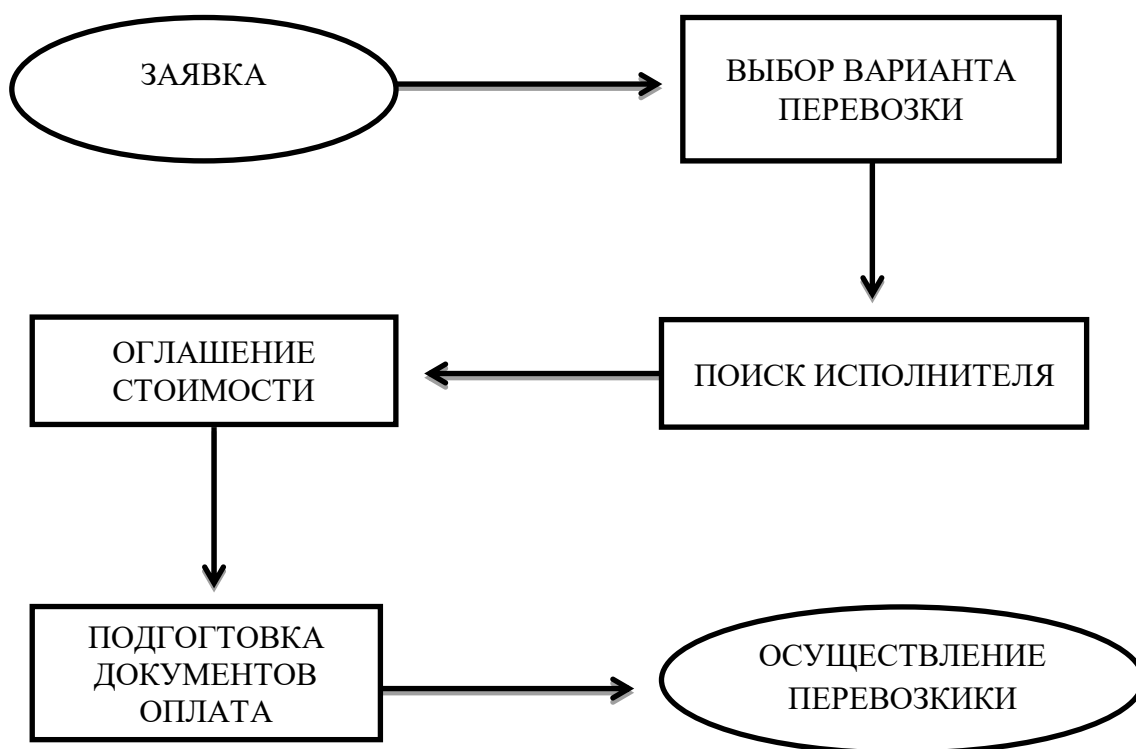 ЗАЯВКА
ВЫБОР ВАРИАНТА
ПЕРЕВОЗКИ
ПОИСК ИСПОЛНИТЕЛЯ
ОГЛАШЕНИЕ
СТОИМОСТИ
ПОДГОГТОВКА
ДОКУМЕНТОВ
ОПЛАТА
ОСУЩЕСТВЛЕНИЕ
ПЕРЕВОЗКИКИ